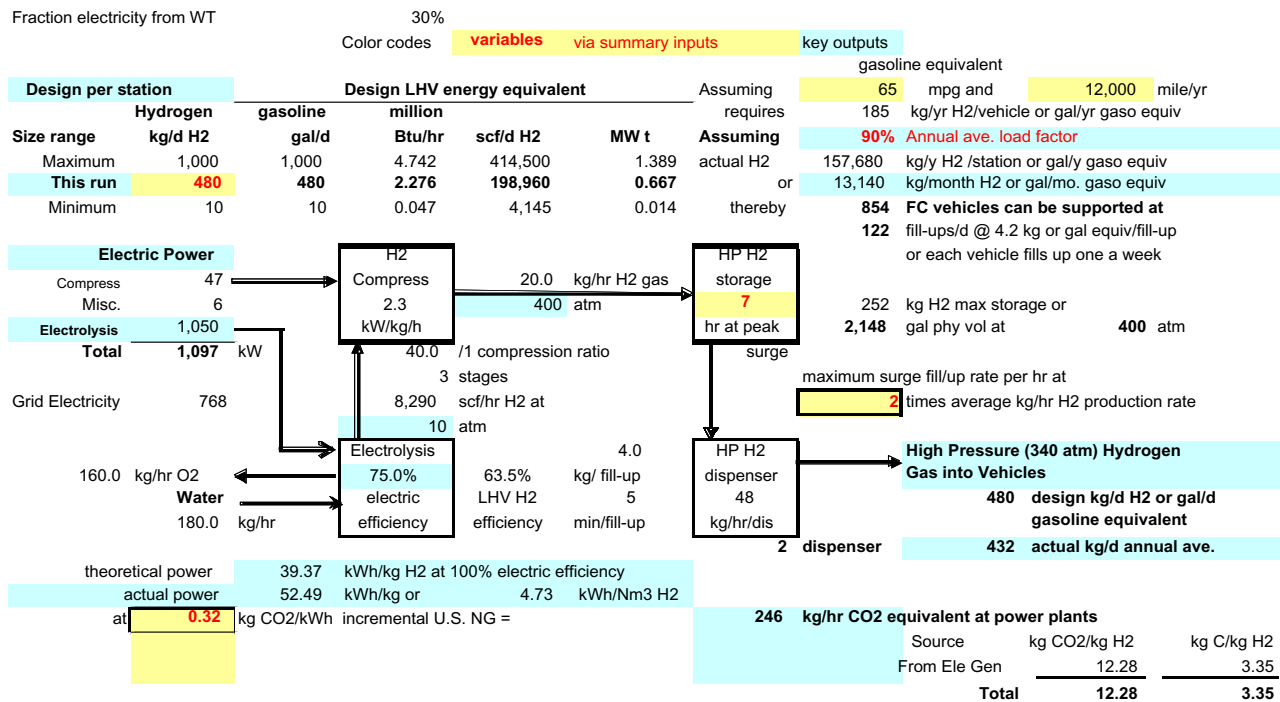 Fraction electricity from WT 30%
Color codes variables via summary inputs key outputs
gasoline equivalent
Design per station Design LHV energy equivalent Assuming 65 mpg and 12,000 mile/yr
Hydrogen gasoline million requires 185 kg/yr H2/vehicle or gal/yr gaso equiv
Size range kg/d H2 gal/d Btu/hr scf/d H2 MW t Assuming 90% Annual ave. load factor
Maximum 1,000 1,000 4.742 414,500 1.389 actual H2 157,680 kg/y H2 /station or gal/y gaso equiv
This run 480 480 2.276 198,960 0.667 or 13,140 kg/month H2 or gal/mo. gaso equiv
Minimum 10 10 0.047 4,145 0.014 thereby 854 FC vehicles can be supported at
122 fill-ups/d @ 4.2 kg or gal equiv/fill-up
Electric Power H2 HP H2 or each vehicle fills up one a week
Compress 47 Compress 20.0 kg/hr H2 gas storage
Misc. 6 2.3 400 atm 7 252 kg H2 max storage or
Electrolysis 1,050 kW/kg/h hr at peak 2,148 gal phy vol at 400 atm
Total 1,097 kW 40.0 /1 compression ratio surge
3 stages maximum surge fill/up rate per hr at
Grid Electricity 768 8,290 scf/hr H2 at 2 times average kg/hr H2 production rate
10 atm
Electrolysis 4.0 HP H2 High Pressure (340 atm) Hydrogen
160.0 kg/hr O2 75.0% 63.5% kg/ fill-up dispenser Gas into Vehicles
Water electric LHV H2 5 48 480 design kg/d H2 or gal/d
180.0 kg/hr efficiency efficiency min/fill-up kg/hr/dis gasoline equivalent
2 dispenser 432 actual kg/d annual ave.
theoretical power 39.37 kWh/kg H2 at 100% electric efficiency
actual power 52.49 kWh/kg or 4.73 kWh/Nm3 H2
at 0.32 kg CO2/kWh incremental U.S. NG = 246 kg/hr CO2 equivalent at power plants
Source kg CO2/kg H2 kg C/kg H2
From Ele Gen 12.28 3.35
Total 12.28 3.35